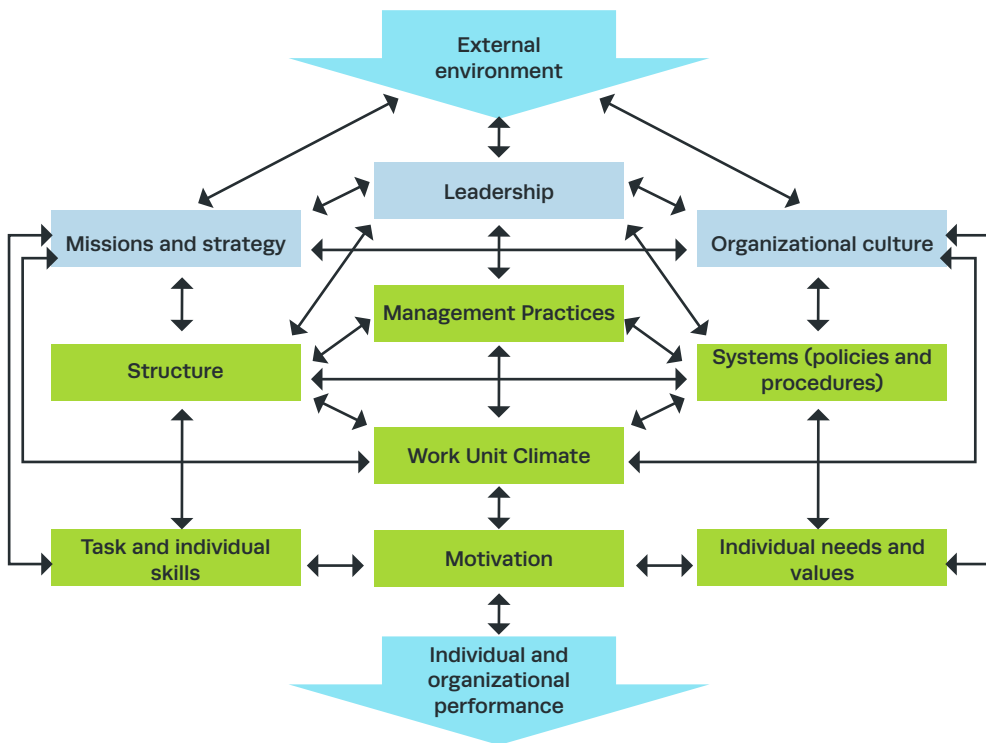 External
environment
Leadership
Missions and strategy
Organizational culture
Management Practices
Structure
Systems (policies and
procedures)
Work Unit Climate
Task and individual
skills
Motivation
Individual needs and
values
Individual and
organizational
performance